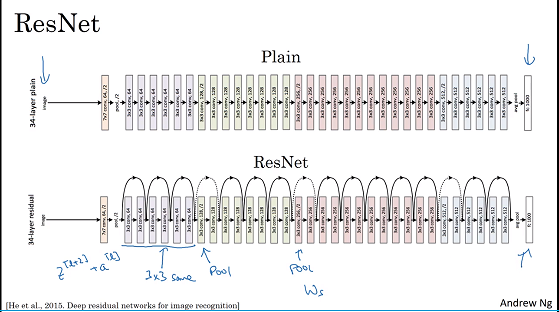 ResNet
Plain
34-layer plain
image
7x7 conv, 64, /2
pool, /2
3x3 conv, 64
3x3 conv, 64
3x3 conv, 64
3x3 conv, 64
3x3 conv, 64
3x3 conv, 64
3x3 conv, 128, /2
3x3 conv, 128
3x3 conv, 128
3x3 conv, 128
3x3 conv, 128
3x3 conv, 128
3x3 conv, 128
3x3 conv, 128
3x3 conv, 256, /2
3x3 conv, 256
3x3 conv, 256
3x3 conv, 256
3x3 conv, 256
3x3 conv, 256
3x3 conv, 256
3x3 conv, 256
3x3 conv, 256
3x3 conv, 256
3x3 conv, 256
3x3 conv, 256
3x3 conv, 512, /2
3x3 conv, 512
3x3 conv, 512
3x3 conv, 512
3x3 conv, 512
3x3 conv, 512
avg pool
fc 1000
ResNet
34-layer residual
image
7x7 conv, 64, /2
pool, /2
3x3 conv, 64
3x3 conv, 64
3x3 conv, 64
3x3 conv, 64
3x3 conv, 64
3x3 conv, 64
3x3 conv, 128, /2
3x3 conv, 128
3x3 conv, 128
3x3 conv, 128
3x3 conv, 128
3x3 conv, 128
3x3 conv, 128
3x3 conv, 128
3x3 conv, 256, /2
3x3 conv, 256
3x3 conv, 256
3x3 conv, 256
3x3 conv, 256
3x3 conv, 256
3x3 conv, 256
3x3 conv, 256
3x3 conv, 256
3x3 conv, 256
3x3 conv, 256
3x3 conv, 256
3x3 conv, 512, /2
3x3 conv, 512
3x3 conv, 512
3x3 conv, 512
3x3 conv, 512
3x3 conv, 512
avg pool
fc 1000
z[l+2] + a[l]
3x3 same
Pool
Pool
Ws
[He et al., 2015. Deep residual networks for image recognition]
Andrew Ng